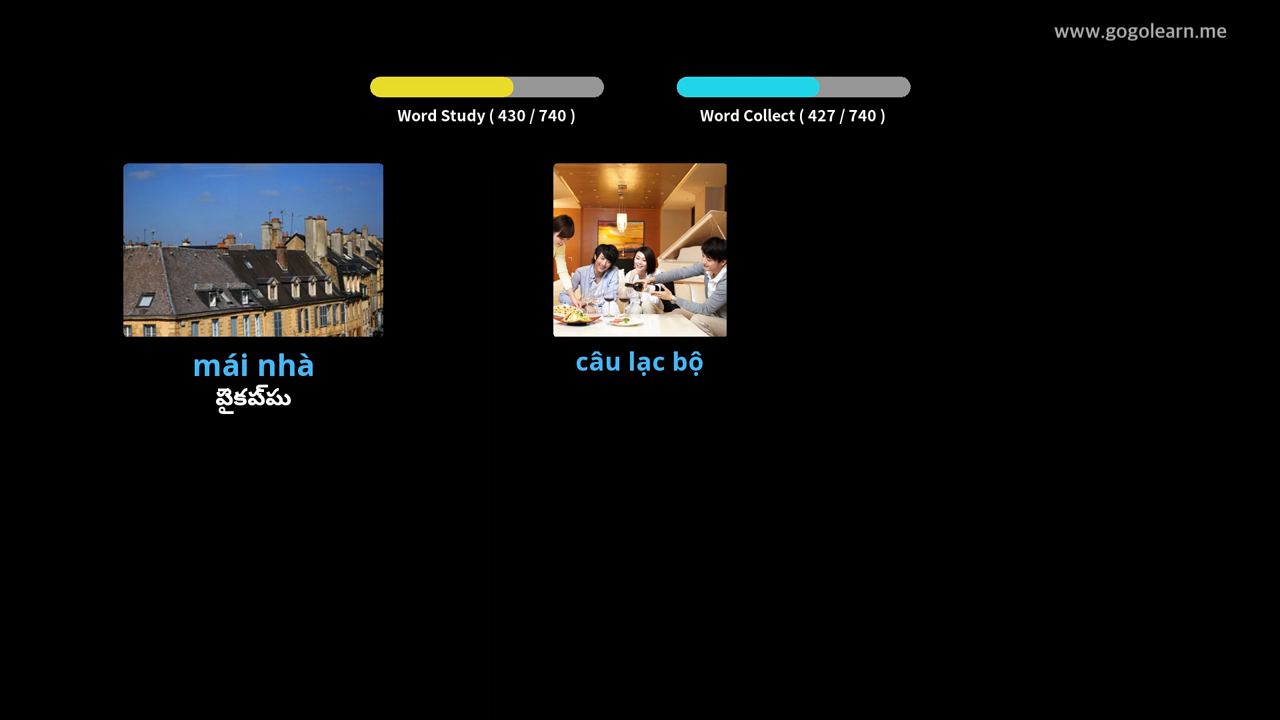 www.gogolearn.me
Word Study ( 430 / 740 )
Word Collect ( 427 / 740 )
mái nhà
పైకప్పు
câu lạc bộ